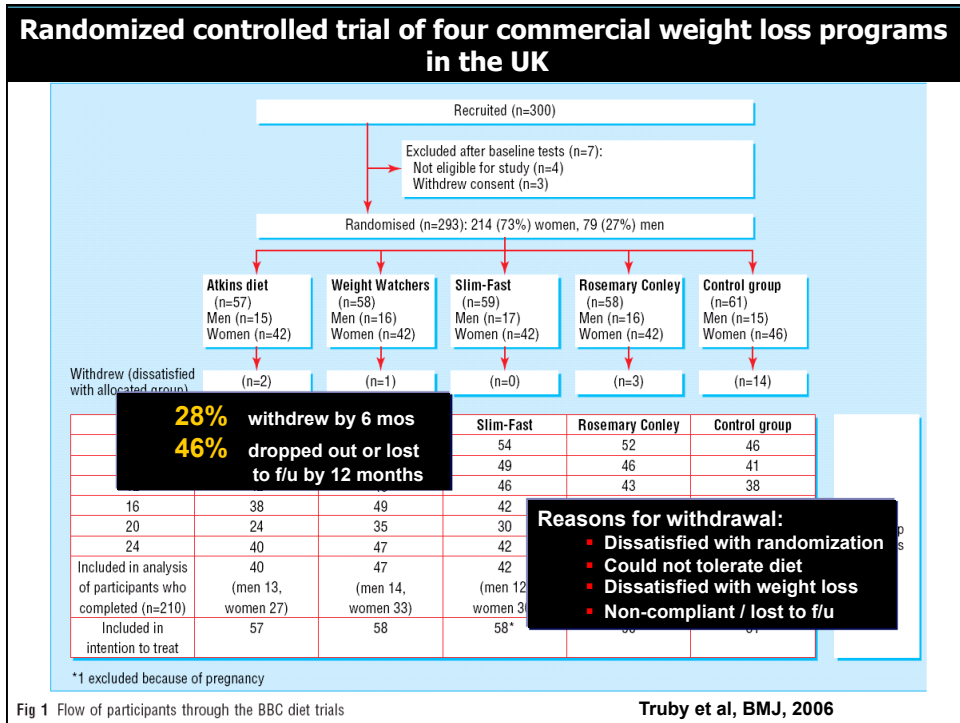 Randomized controlled trial of four commercial weight loss programs
in the UK
Recruited (n=300)
Excluded after baseline tests (n=7):
Not eligible for study (n=4)
Withdrew consent (n=3)
Randomised (n=293): 214 (73%) women, 79 (27%) men
Atkins diet
(n=57)
Men (n=15)
Women (n=42)
Weight Watchers
(n=58)
Men (n=16)
Women (n=42)
Slim-Fast
(n=59)
Men (n=17)
Women (n=42)
Rosemary Conley
(n=58)
Men (n=16)
Women (n=42)
Control group
(n=61)
Men (n=15)
Women (n=46)
Withdrew (dissatisfied
with allocated group)
(n=2) (n=1) (n=0) (n=3) (n=14)
28% withdrew by 6 mos
46% dropped out or lost
to f/u by 12 months
Slim-Fast Rosemary Conley Control group
54 52 46
49 46 41
46 43 38
16 38 49 42
20 24 35 30
24 40 47 42
Included in analysis
of participants who
completed (n=210)
40
(men 13,
women 27)
47
(men 14,
women 33)
42
(men 12
women
Intention to treat
Included in
intention to treat
57 58 58*
Reasons for withdrawal:
▪ Dissatisfied with randomization
▪ Could not tolerate diet
▪ Dissatisfied with weight loss
▪ Non-compliant / lost to f/u
*1 excluded because of pregnancy
Fig 1 Flow of participants through the BBC diet trials
Truby et al, BMJ, 2006